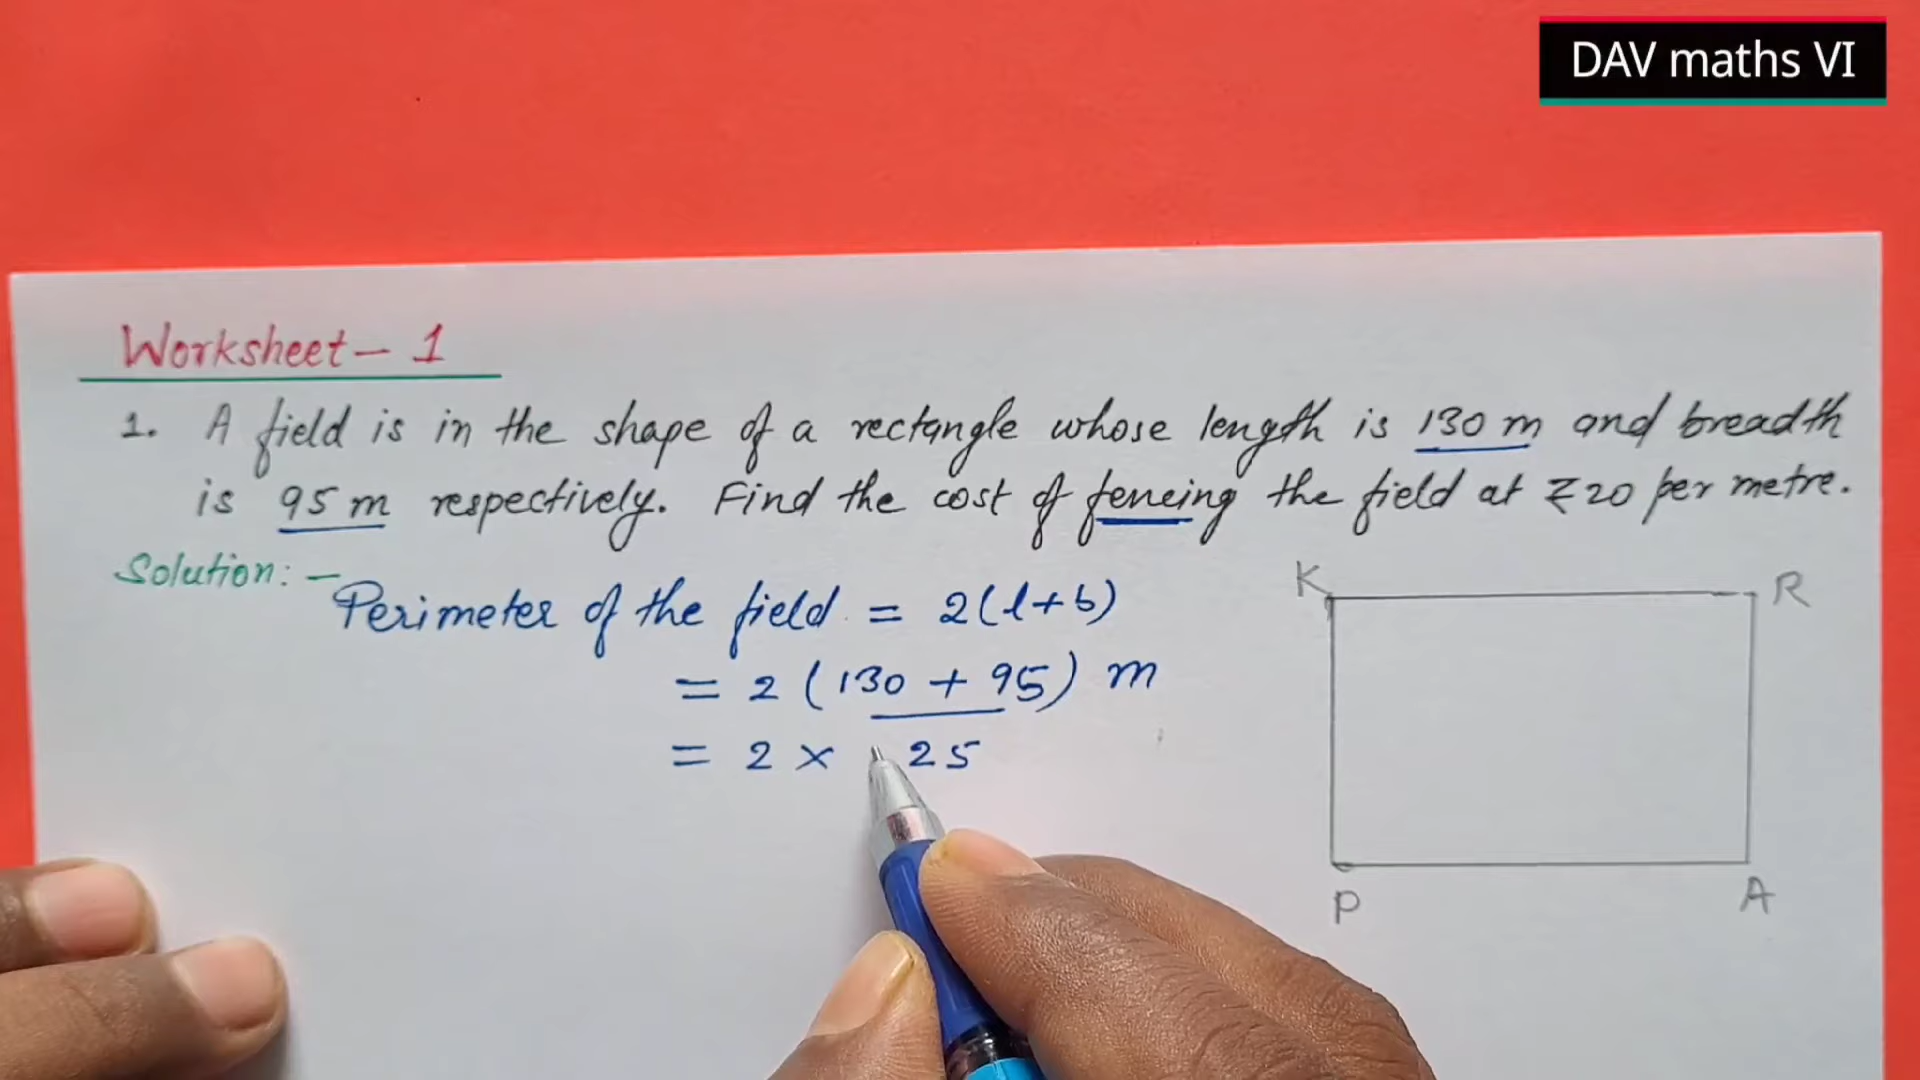 DAV maths VI
Worksheet - 1
1. A field is in the shape of a rectangle whose length is 130 m and breadth
is 95 m respectively. Find the cost of fencing the field at ₹20 per metre.
Solution: -
Perimeter of the field = 2(l+b)
= 2 (130 + 95) m
= 2 × 25
K R
P A